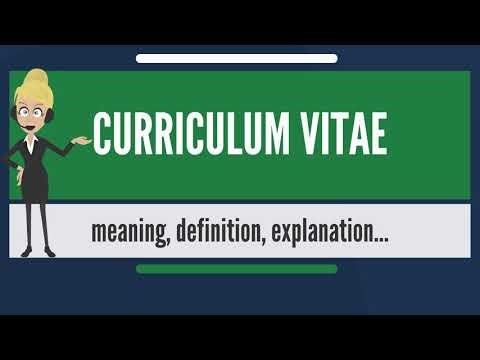 CURRICULUM VITAE
meaning, definition, explanation...